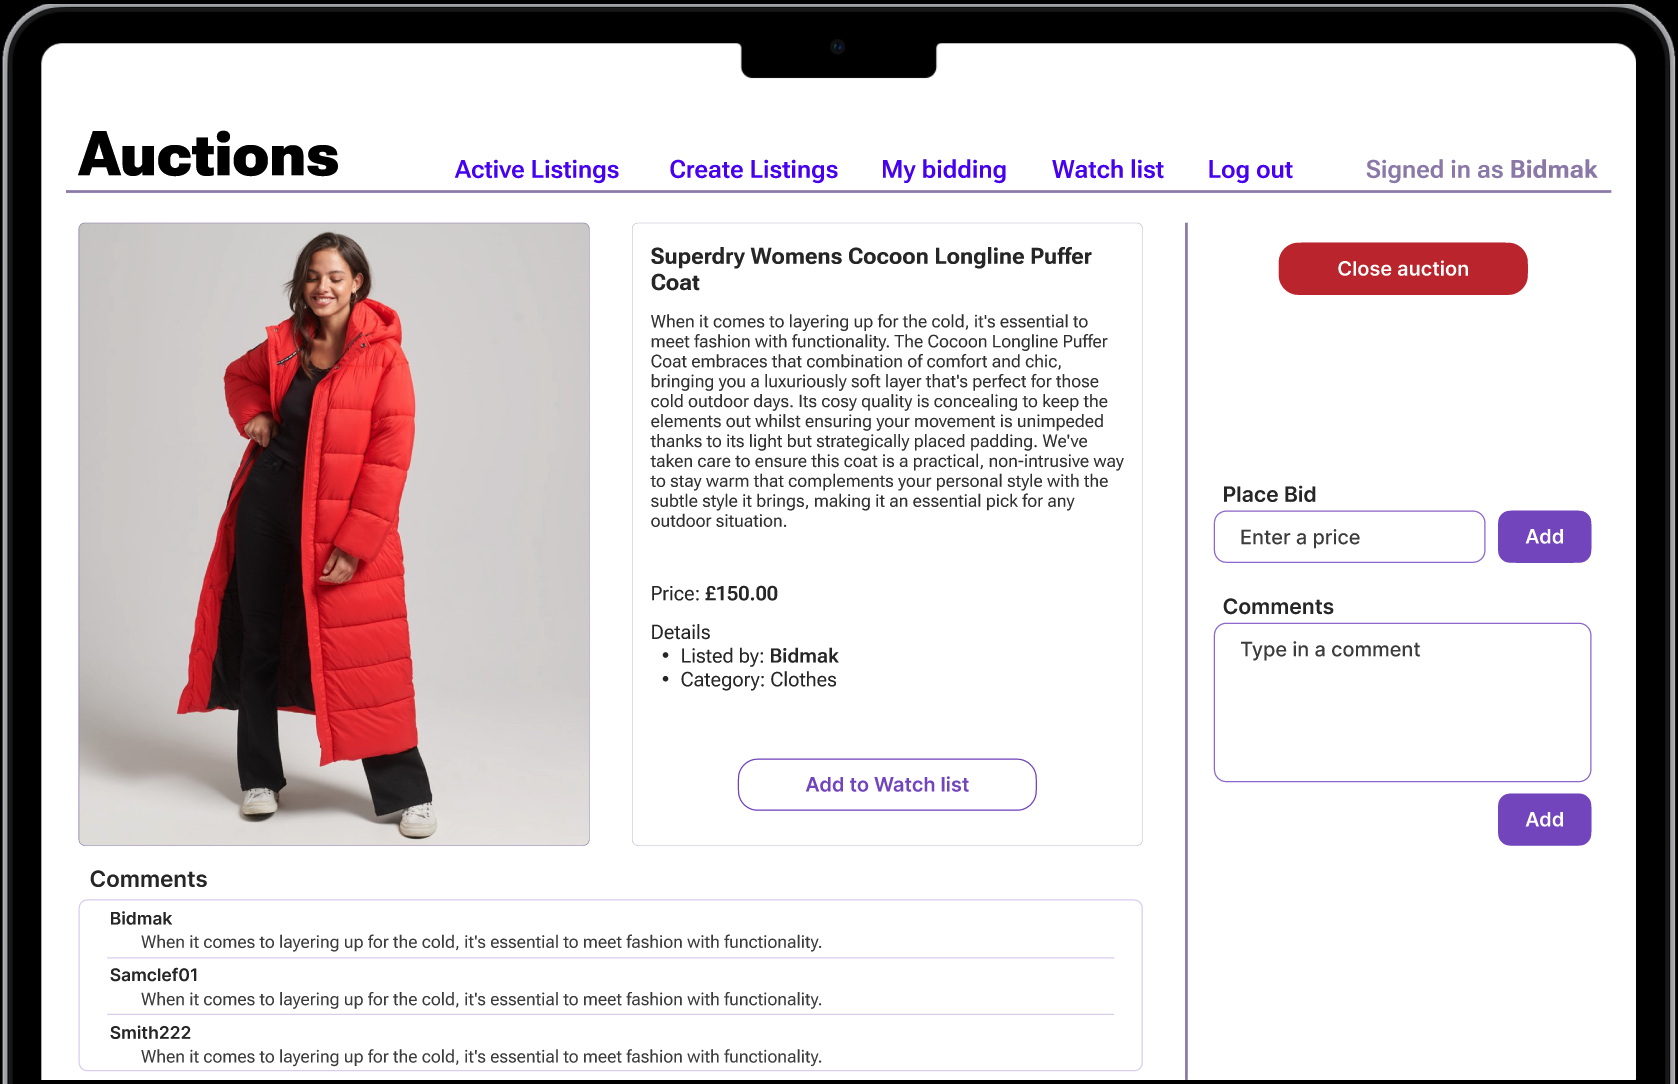 Auctions
Active Listings
Create Listings
My bidding
Watch list
Log out
Signed in as Bidmak
Superdry Womens Cocoon Longline Puffer
Coat
When it comes to layering up for the cold, it's essential to
meet fashion with functionality. The Cocoon Longline Puffer
Coat embraces that combination of comfort and chic,
bringing you a luxuriously soft layer that's perfect for those
cold outdoor days. Its cosy quality is concealing to keep the
elements out whilst ensuring your movement is unimpeded
thanks to its light but strategically placed padding. We've
taken care to ensure this coat is a practical, non-intrusive way
to stay warm that complements your personal style with the
subtle style it brings, making it an essential pick for any
outdoor situation.
Price: £150.00
Details
• Listed by: Bidmak
• Category: Clothes
Add to Watch list
Close auction
Place Bid
Enter a price
Add
Comments
Type in a comment
Add
Comments
Bidmak
When it comes to layering up for the cold, it's essential to meet fashion with functionality.
Samclef01
When it comes to layering up for the cold, it's essential to meet fashion with functionality.
Smith222
When it comes to layering up for the cold, it's essential to meet fashion with functionality.